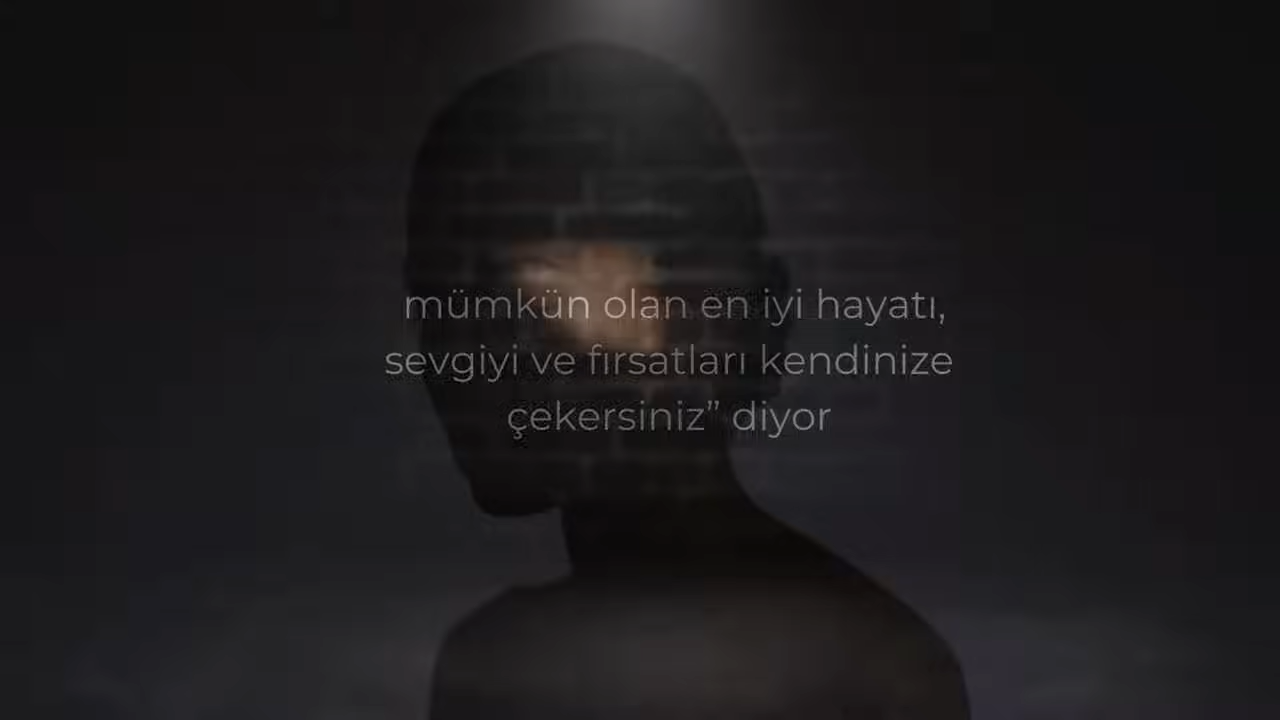 mümkün olan en iyi hayatı,
sevgiyi ve fırsatları kendinize
çekersiniz” diyor